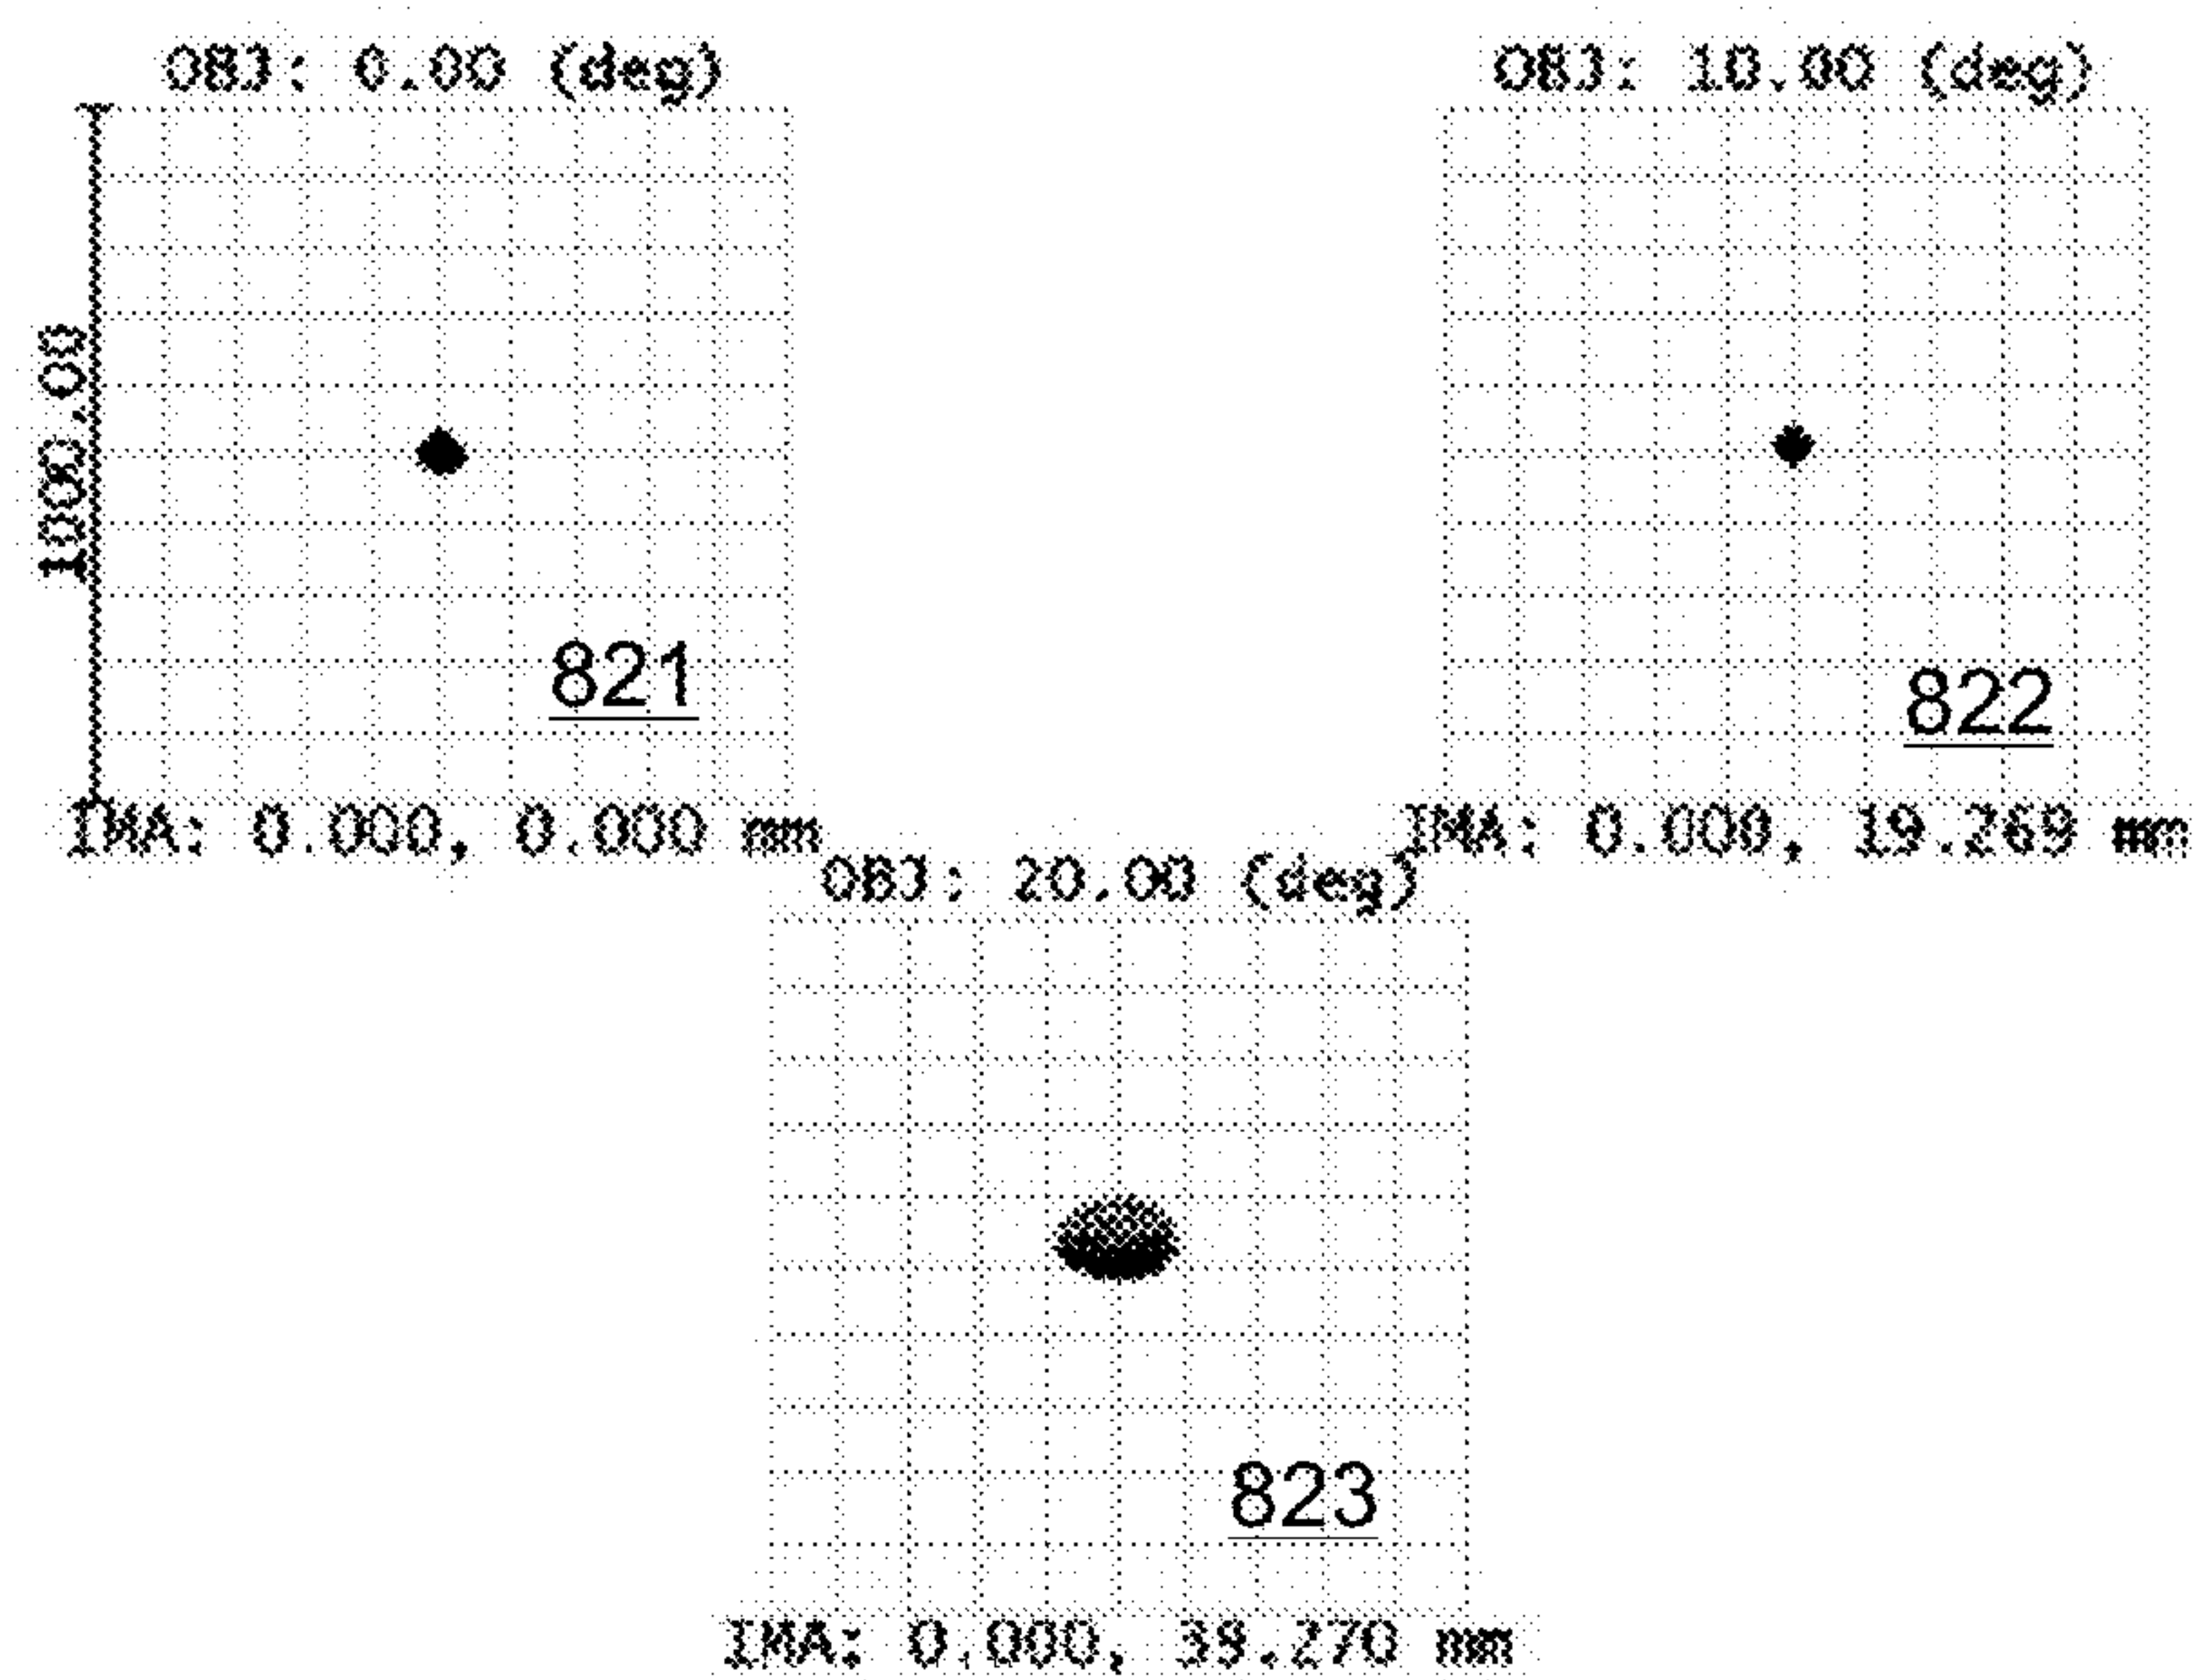 OBJ: 0.00 (deg)
1000.00
821
IMA: 0.000, 0.000 mm
OBJ: 10.00 (deg)
822
IMA: 0.000, 19.269 mm
OBJ: 20.00 (deg)
823
IMA: 0.000, 39.270 mm